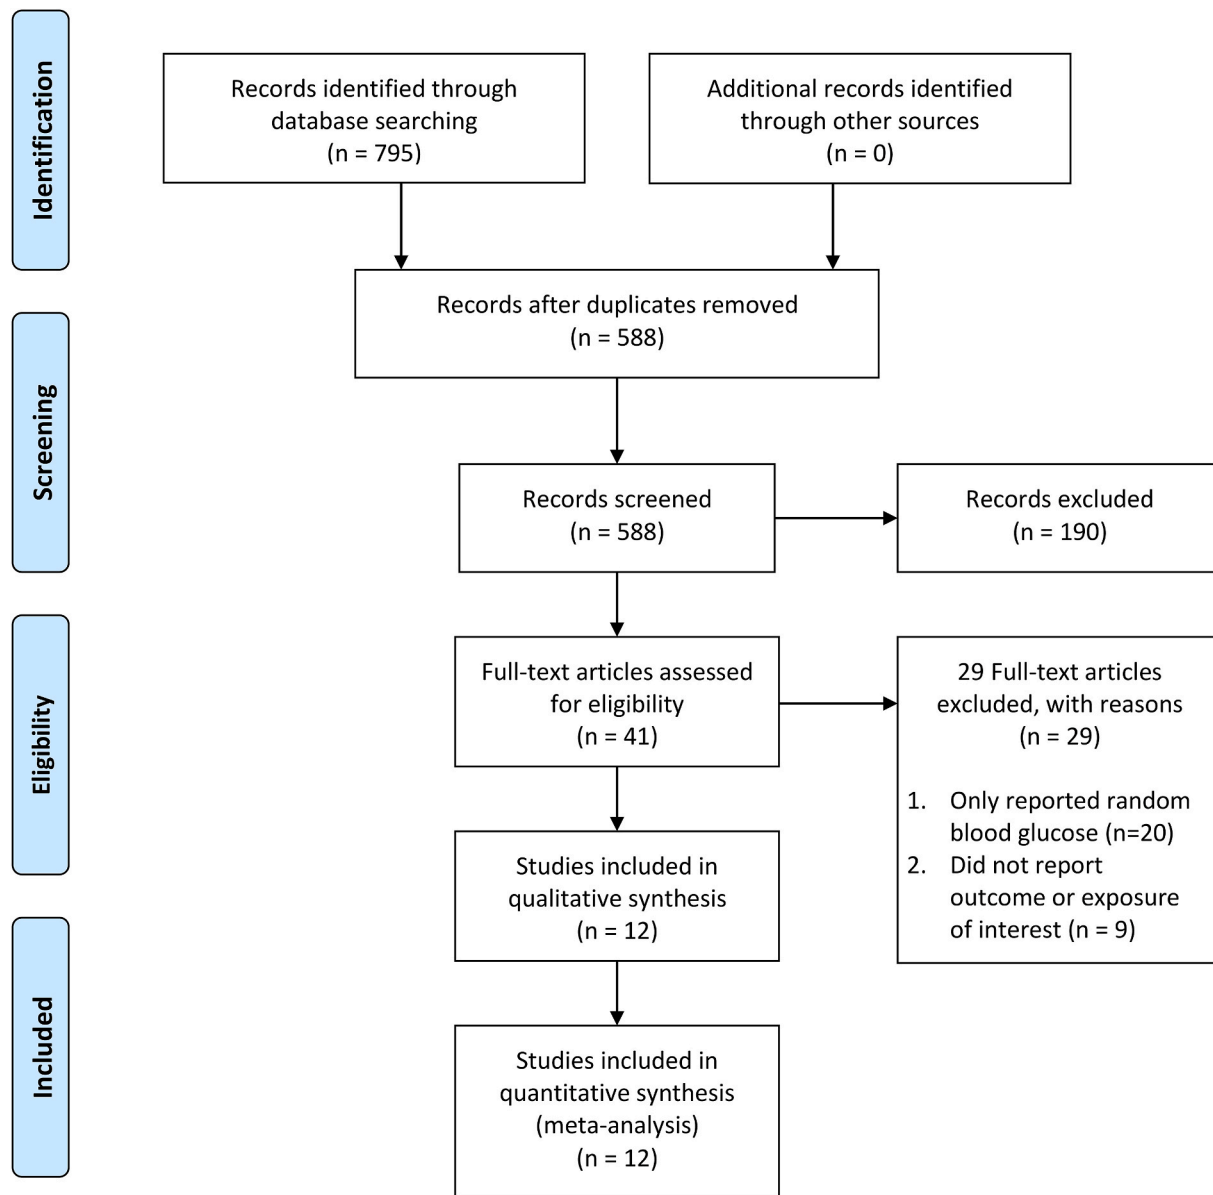 Identification
Records identified through
database searching
(n = 795)
Additional records identified
through other sources
(n = 0)
Records after duplicates removed
(n = 588)
Screening
Records screened
(n = 588)
Records excluded
(n = 190)
Eligibility
Full-text articles assessed
for eligibility
(n = 41)
29 Full-text articles
excluded, with reasons
(n = 29)
1. Only reported random
blood glucose (n=20)
2. Did not report
outcome or exposure
of interest (n = 9)
Studies included in
qualitative synthesis
(n = 12)
Included
Studies included in
quantitative synthesis
(meta-analysis)
(n = 12)